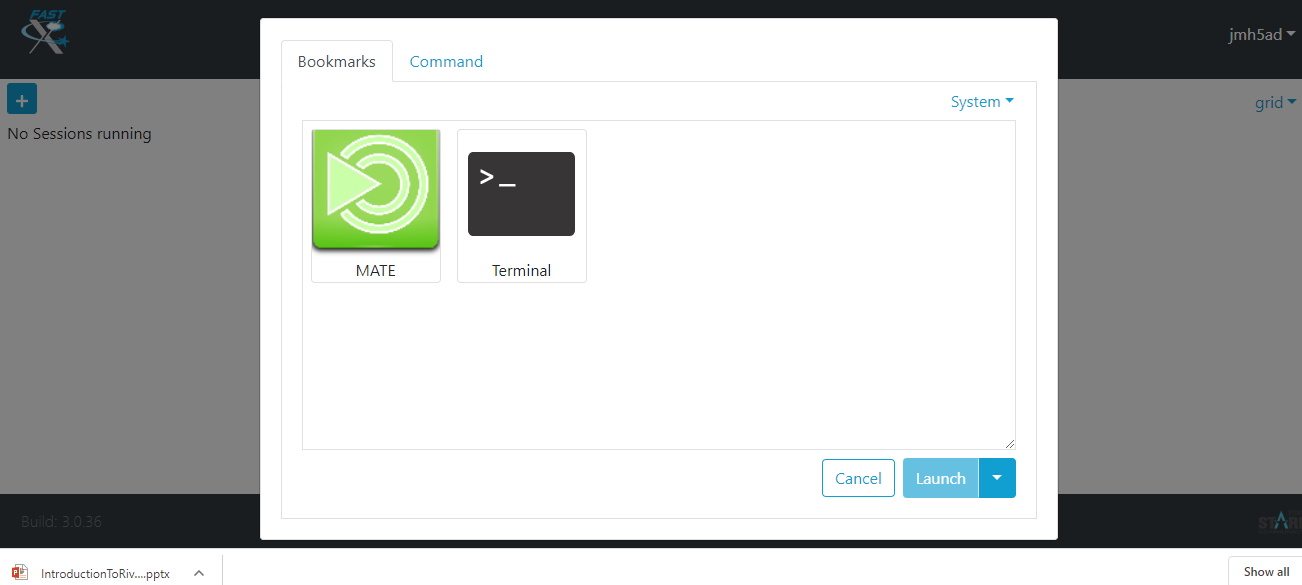 FAST
X
jmh5ad
Bookmarks
Command
System
grid
No Sessions running
>_
MATE
Terminal
Cancel
Launch
Build: 3.0.36
IntroductionToRiv....pptx
Show all